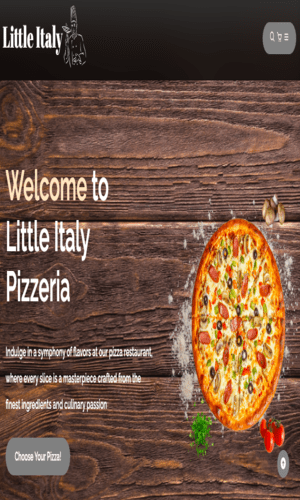 Little Italy
Welcome to
Little Italy
Pizzeria
Indulge in a symphony of flavors at our pizza restaurant,
where every slice is a masterpiece crafted from the
finest ingredients and culinary passion
Choose Your Pizza!